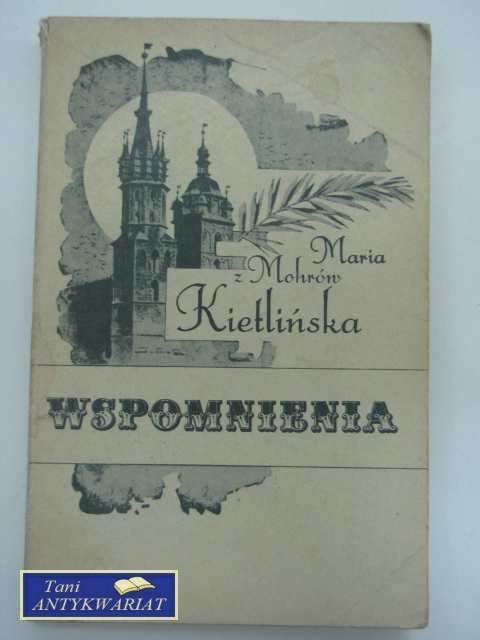 Maria
z Mohrów
Kietlińska
WSPOMNIENIA
Tani
ANTYKWARIAT